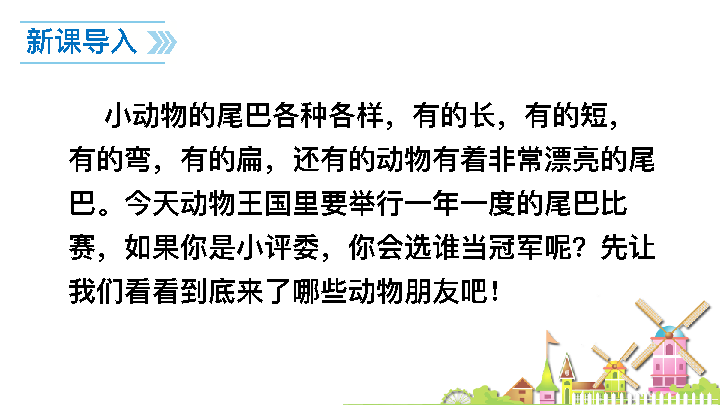 新课导入
小动物的尾巴各种各样，有的长，有的短，
有的弯，有的扁，还有的动物有着非常漂亮的尾
巴。今天动物王国里要举行一年一度的尾巴比
赛，如果你是小评委，你会选谁当冠军呢？先让
我们看看到底来了哪些动物朋友吧！